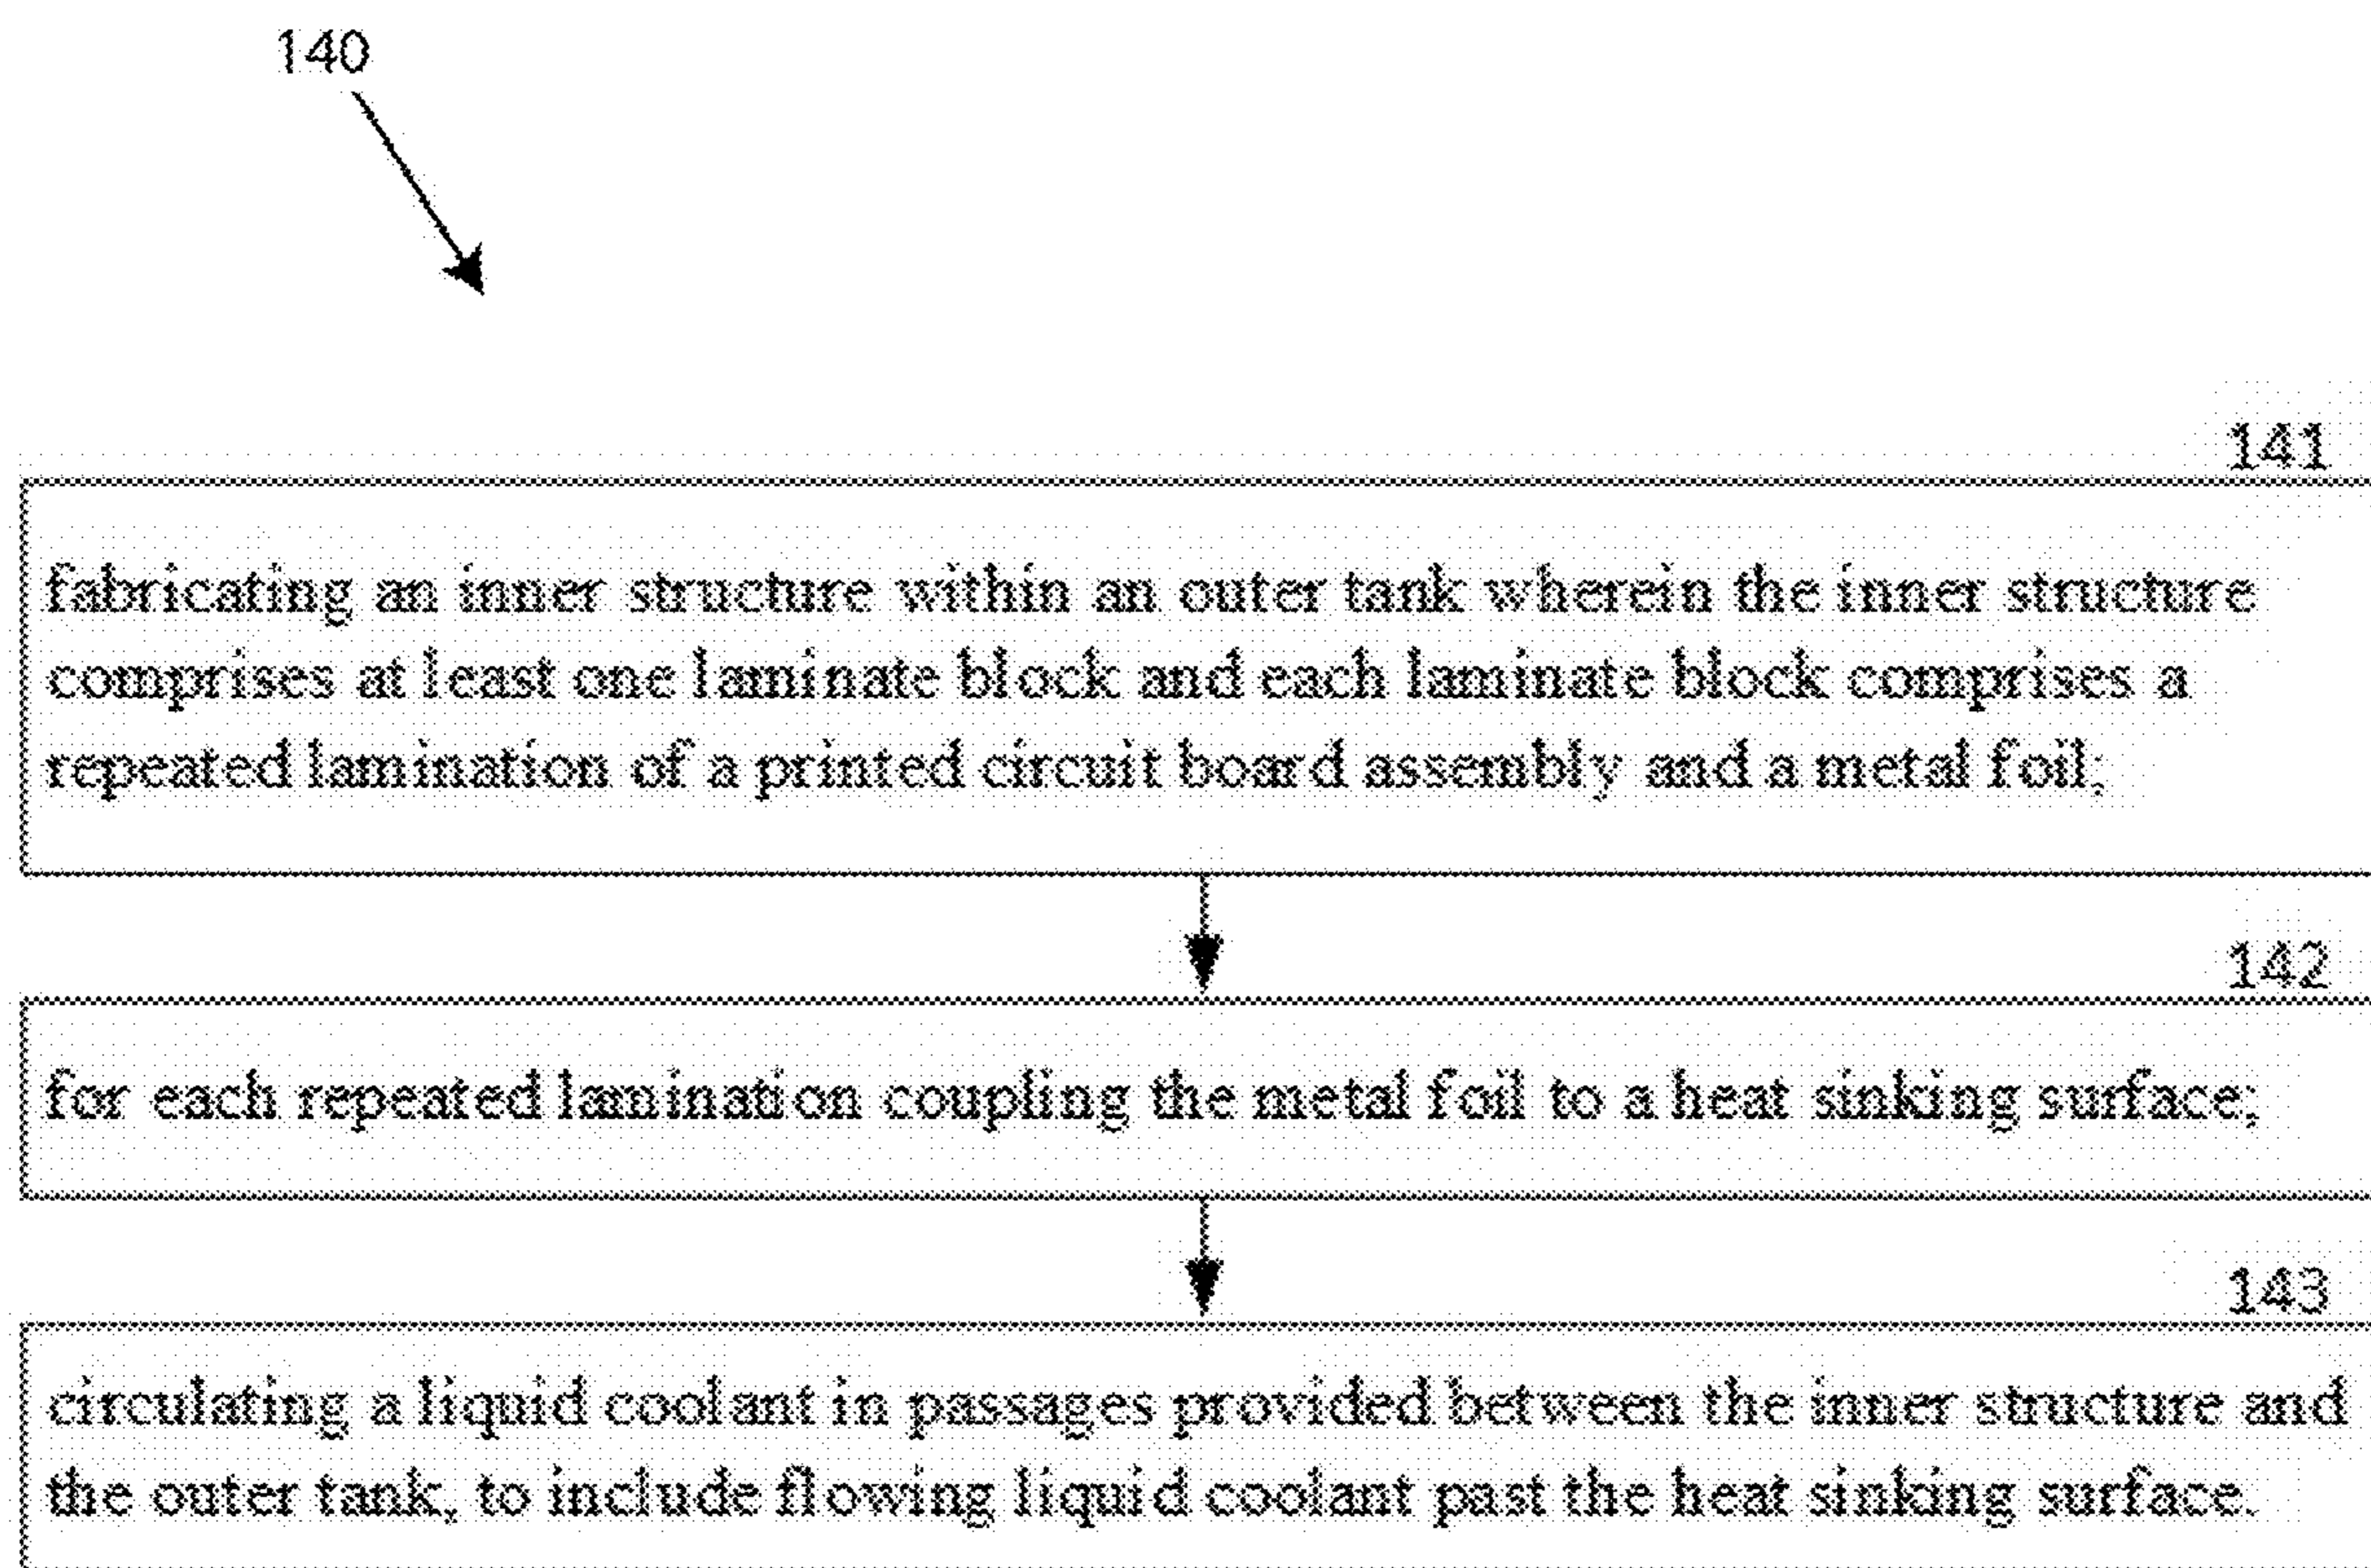 140
141
fabricating an inner structure within an outer tank wherein the inner structure
comprises at least one laminate block and each laminate block comprises a
repeated lamination of a printed circuit board assembly and a metal foil;
142
for each repeated lamination coupling the metal foil to a heat sinking surface;
143
circulating a liquid coolant in passages provided between the inner structure and
the outer tank, to include flowing liquid coolant past the heat sinking surface.